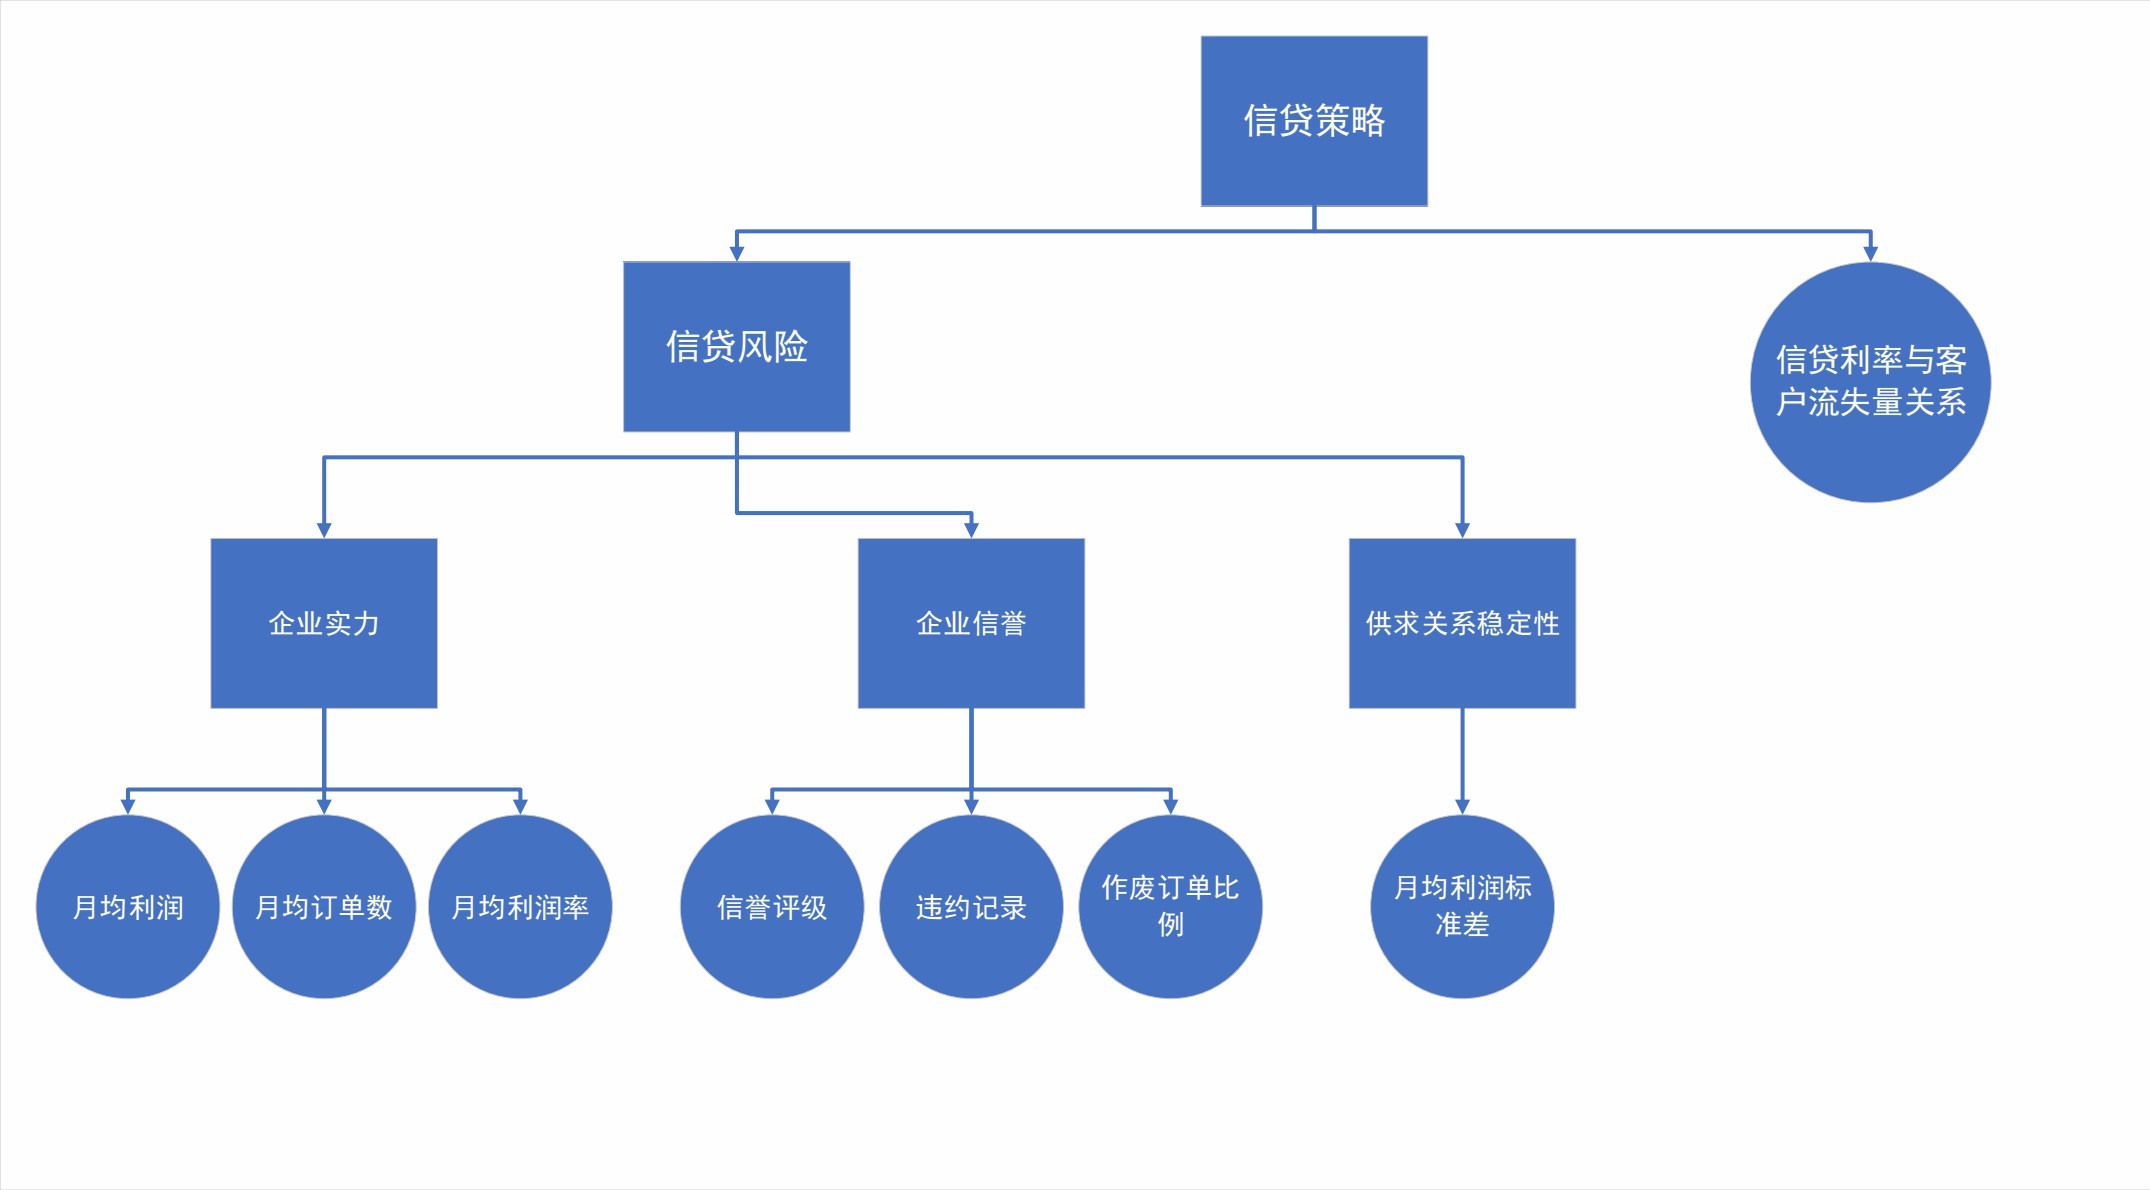 信贷策略
信贷风险
信贷利率与客
户流失量关系
企业实力
企业信誉
供求关系稳定性
月均利润
月均订单数
月均利润率
信誉评级
违约记录
作废订单比
例
月均利润标
准差